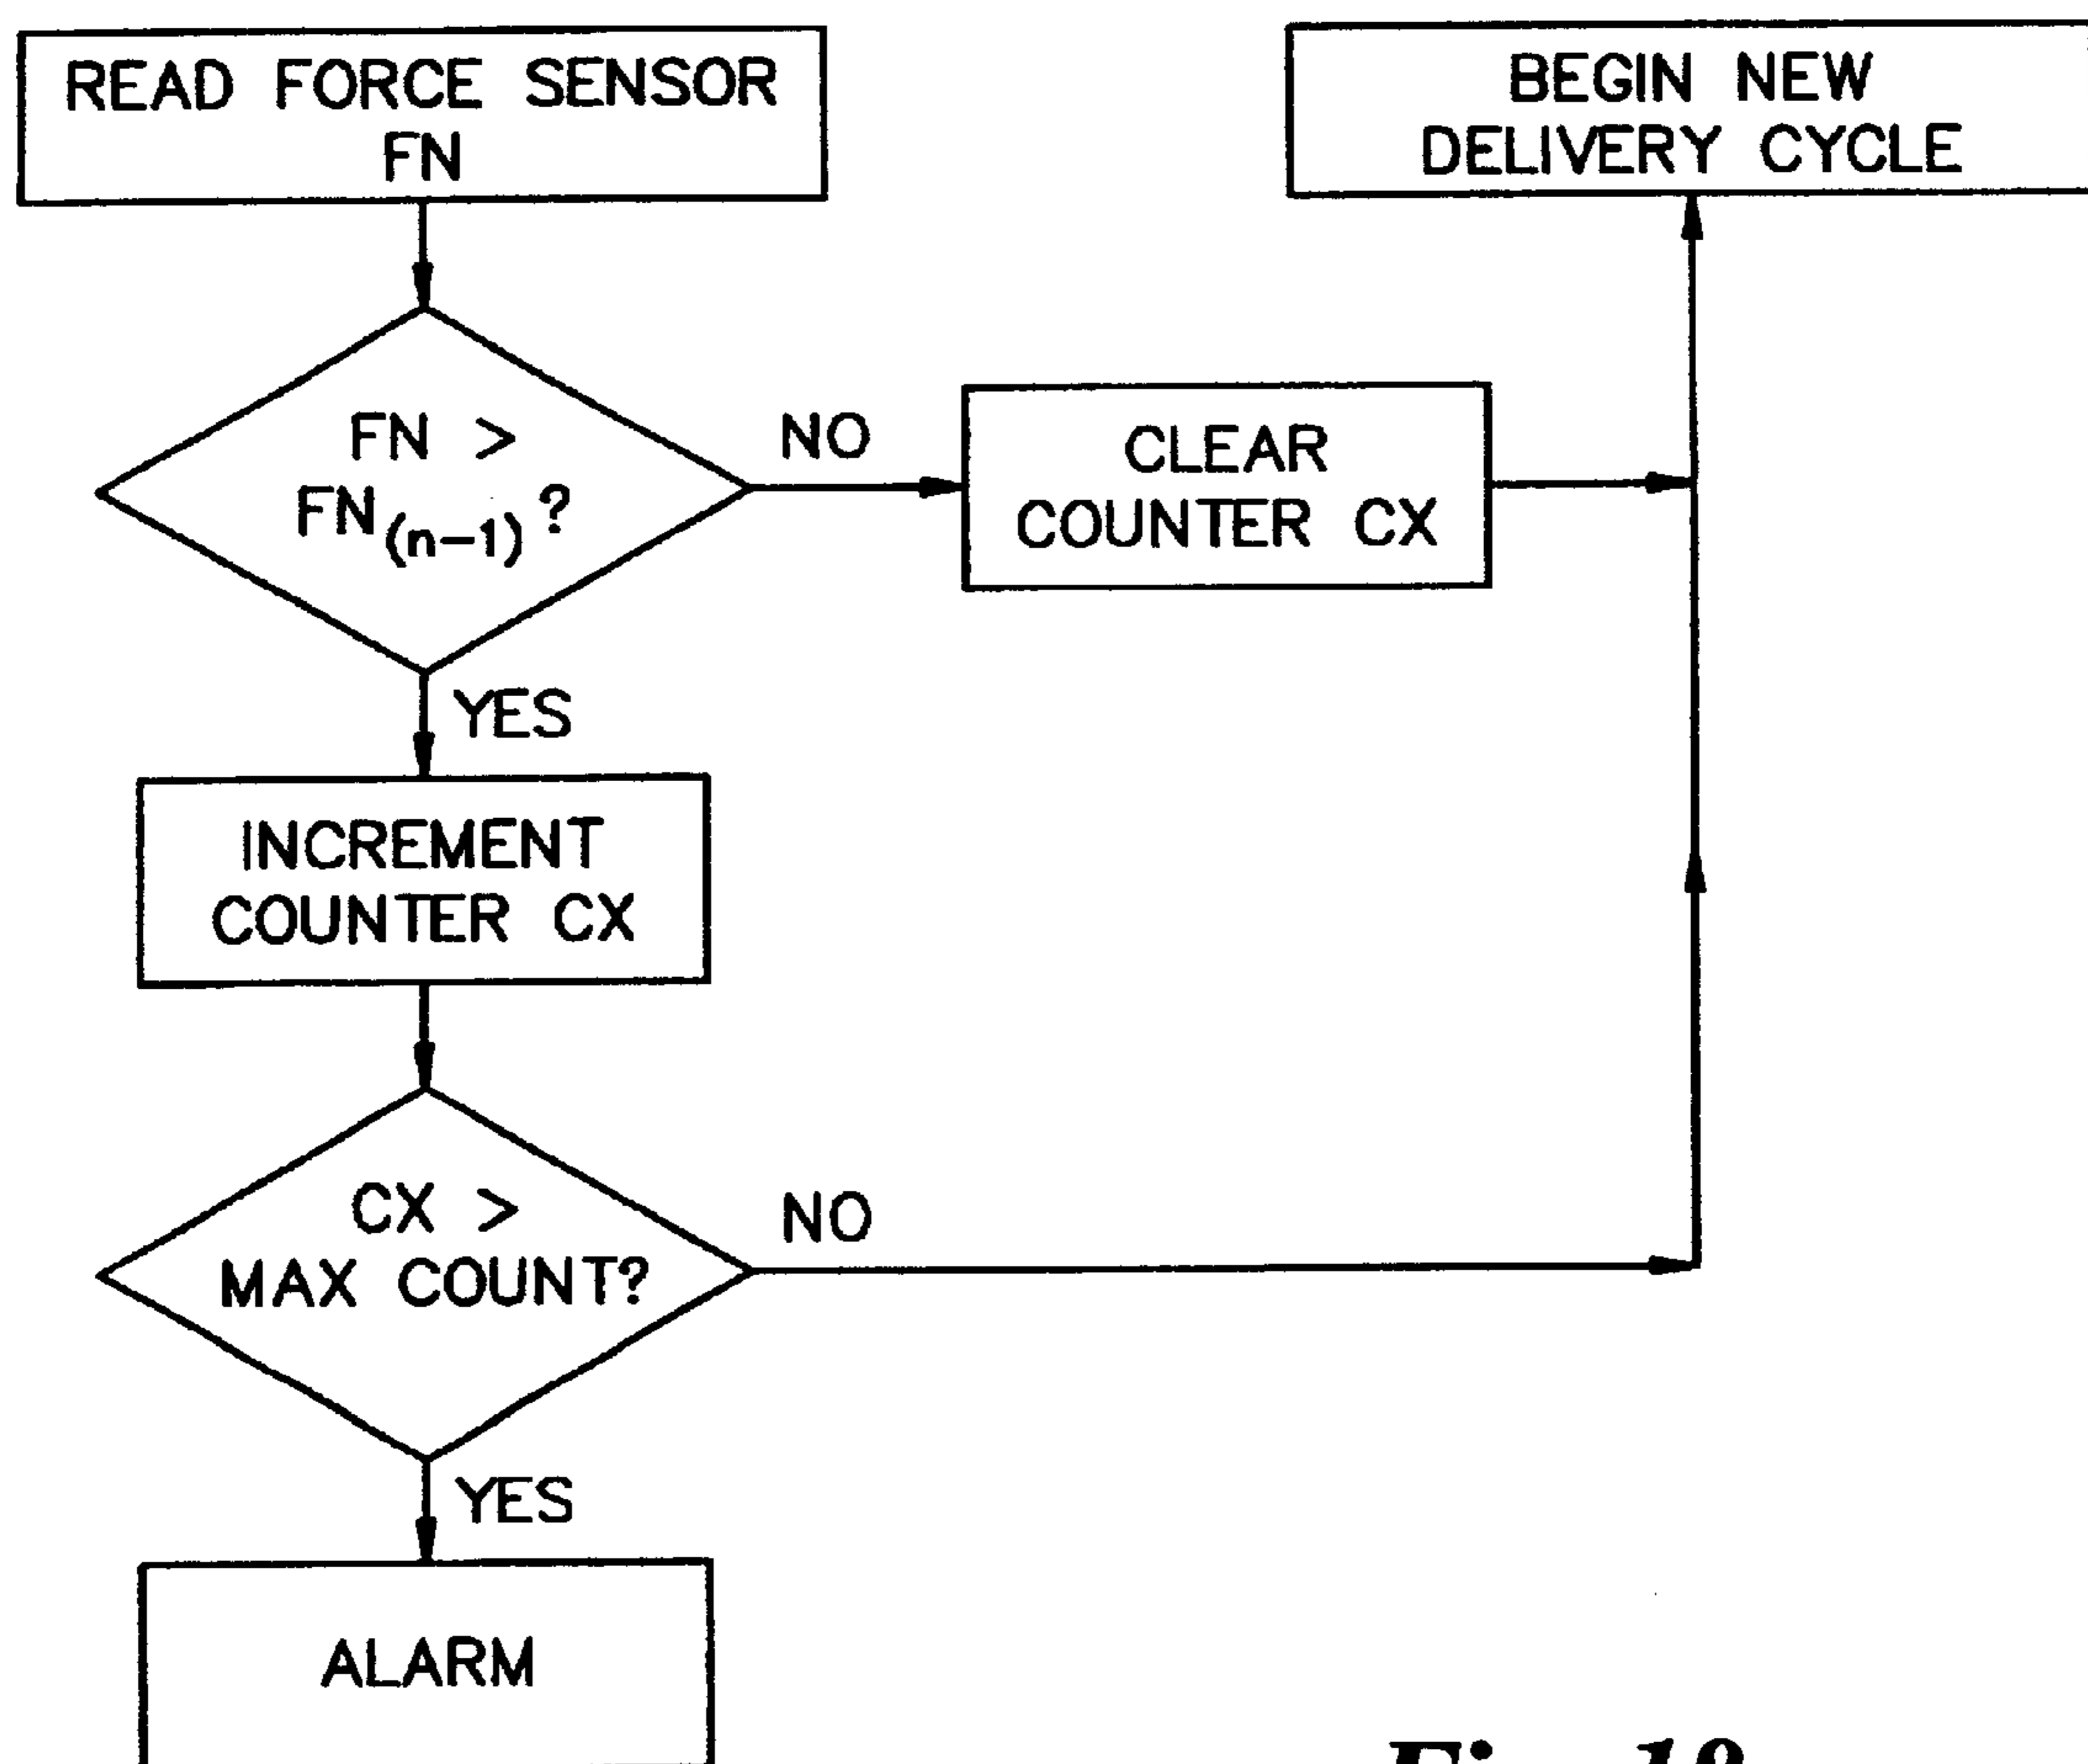 READ FORCE SENSOR
FN
BEGIN NEW
DELIVERY CYCLE
FN >
FN(n-1)?
NO
CLEAR
COUNTER CX
YES
INCREMENT
COUNTER CX
CX >
MAX COUNT?
NO
YES
ALARM